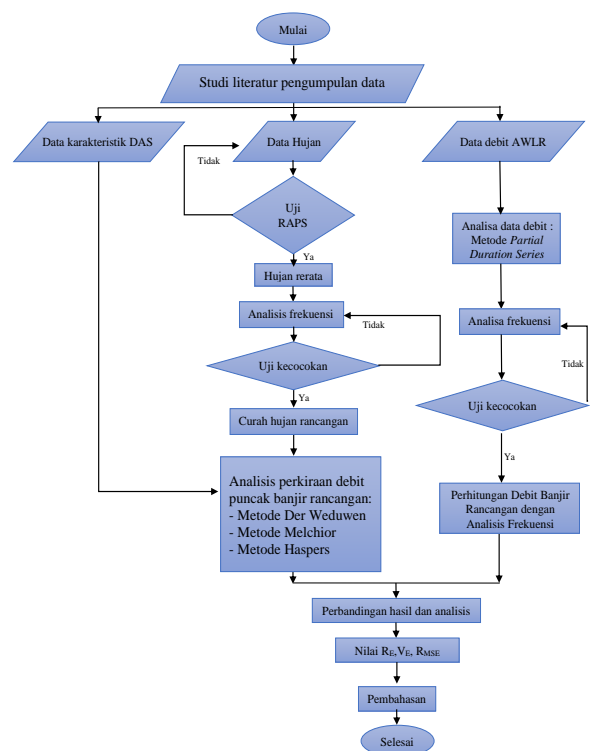 Mulai
Studi literatur pengumpulan data
Data karakteristik DAS
Data Hujan
Data debit AWLR
Tidak
Uji
RAPS
Ya
Hujan rerata
Analisis frekuensi
Tidak
Uji kecocokan
Ya
Curah hujan rancangan
Analisis perkiraan debit
puncak banjir rancangan:
- Metode Der Weduwen
- Metode Melchior
- Metode Haspers
Analisa data debit :
Metode Partial
Duration Series
Analisa frekuensi
Tidak
Uji kecocokan
Ya
Perhitungan Debit Banjir
Rancangan dengan
Analisis Frekuensi
Perbandingan hasil dan analisis
Nilai RE,VE, RMSE
Pembahasan
Selesai